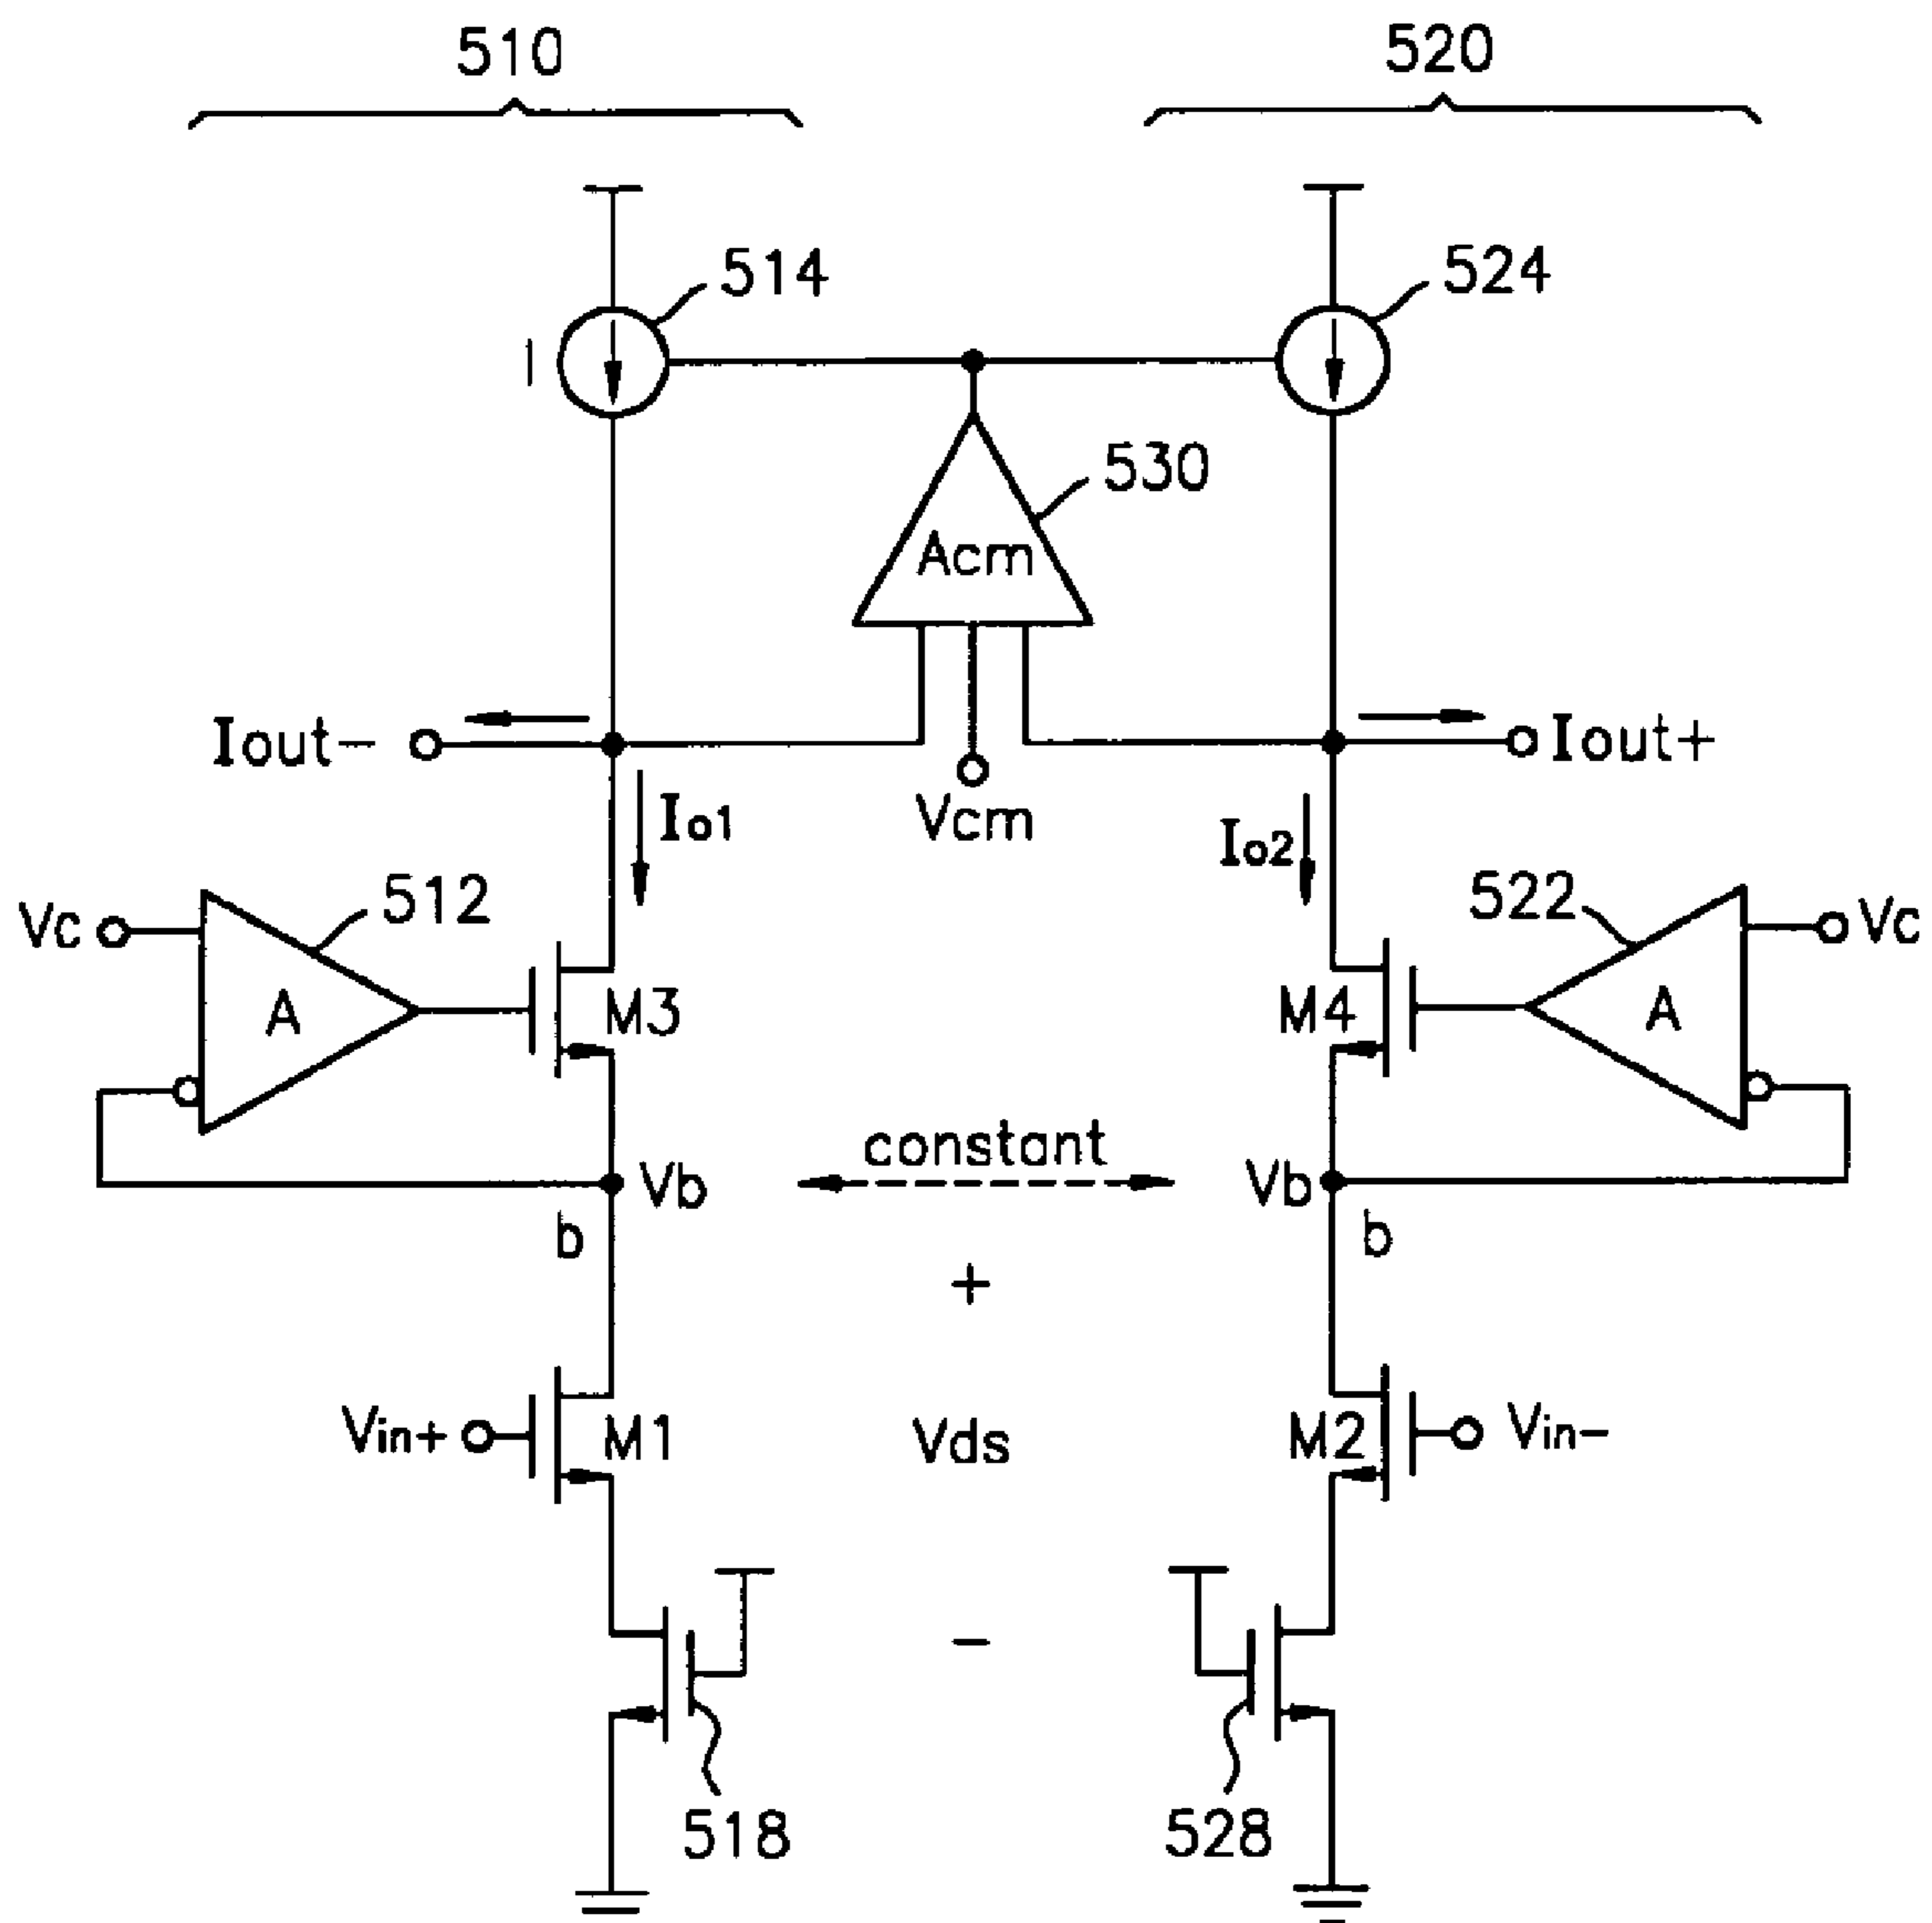 510
520
514
524
I
530
Acm
Iout-
Iout+
Io1
Vcm
Io2
512
522
Vc
Vc
A
M3
M4
A
constant
Vb
Vb
b
b
+
Vin+
M1
Vds
M2
Vin-
-
518
528